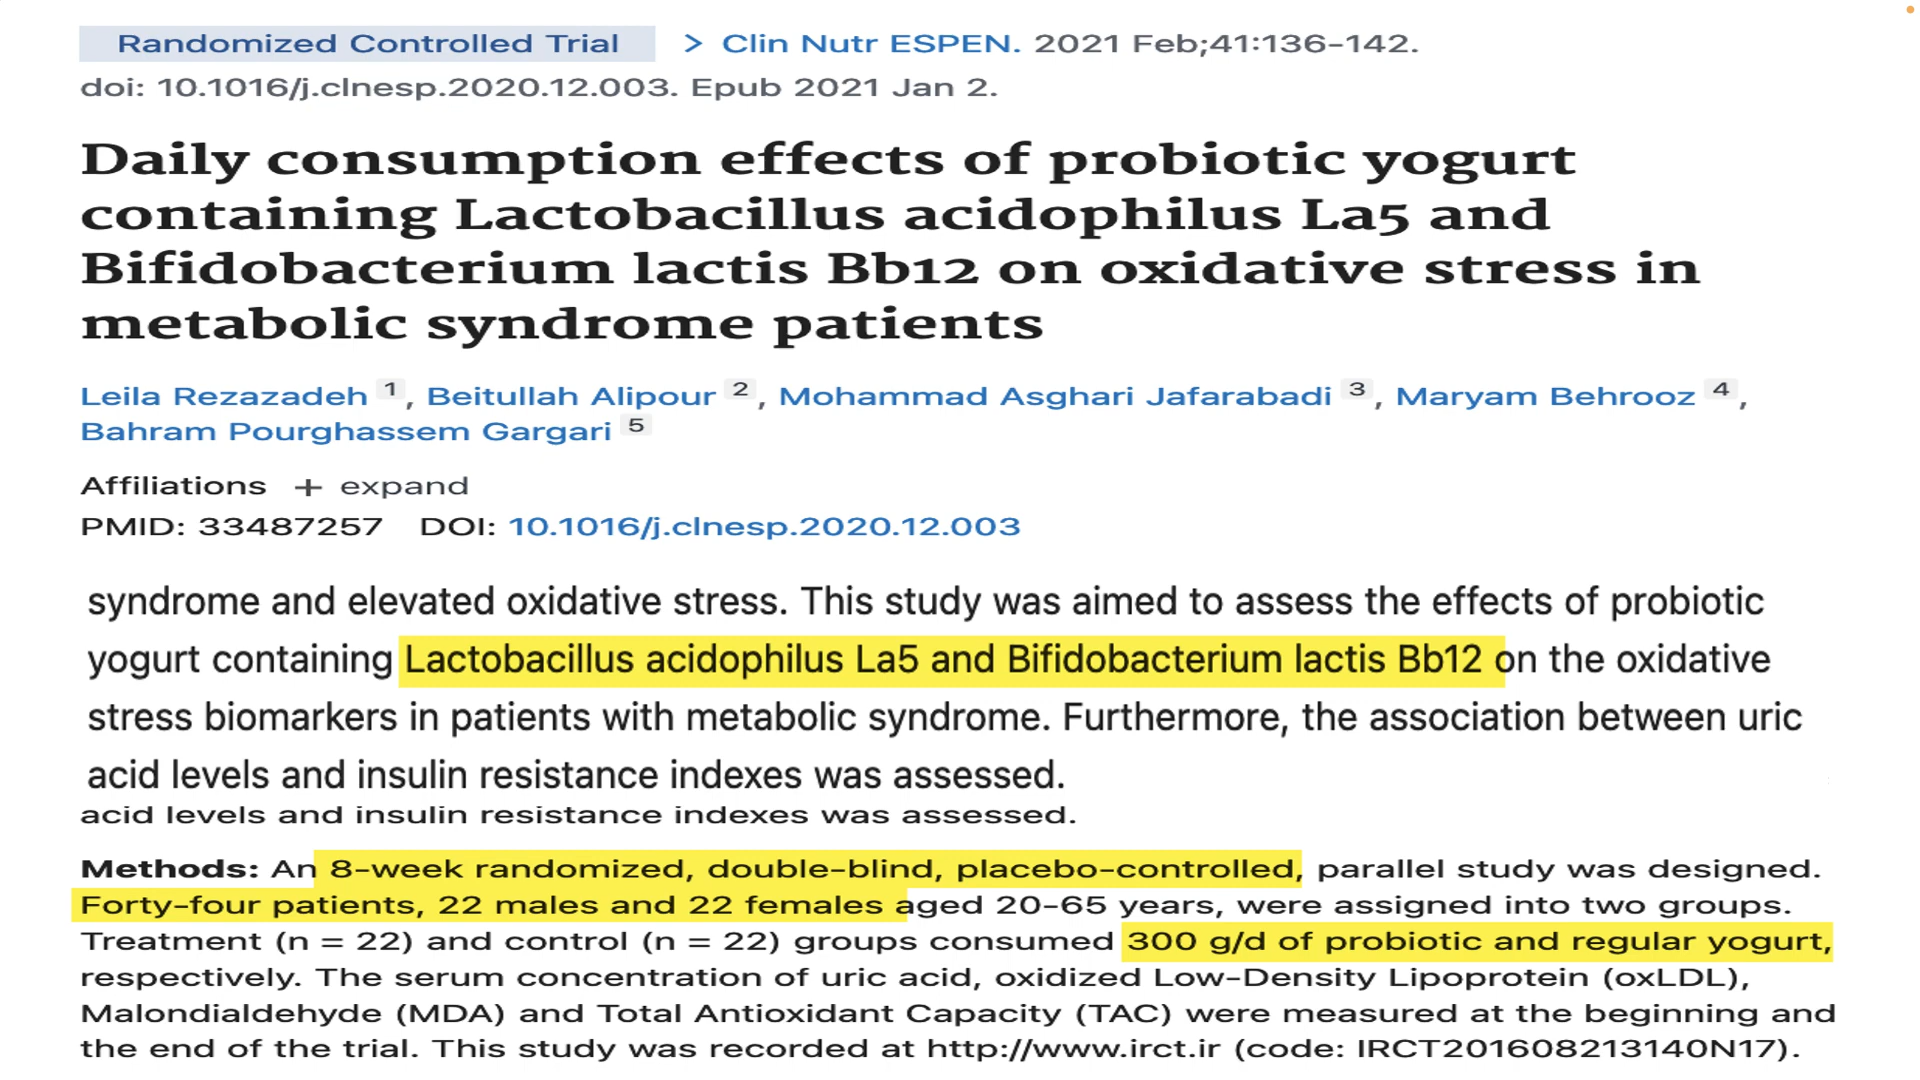 Randomized Controlled Trial > Clin Nutr ESPEN. 2021 Feb;41:136-142.
doi: 10.1016/j.clnesp.2020.12.003. Epub 2021 Jan 2.
Daily consumption effects of probiotic yogurt
containing Lactobacillus acidophilus La5 and
Bifidobacterium lactis Bb12 on oxidative stress in
metabolic syndrome patients
Leila Rezazadeh 1, Beitullah Alipour 2, Mohammad Asghari Jafarabadi 3, Maryam Behrooz 4,
Bahram Pourghassem Gargari 5
Affiliations + expand
PMID: 33487257 DOI: 10.1016/j.clnesp.2020.12.003
syndrome and elevated oxidative stress. This study was aimed to assess the effects of probiotic
yogurt containing Lactobacillus acidophilus La5 and Bifidobacterium lactis Bb12 on the oxidative
stress biomarkers in patients with metabolic syndrome. Furthermore, the association between uric
acid levels and insulin resistance indexes was assessed.
acid levels and insulin resistance indexes was assessed.
Methods: An 8-week randomized, double-blind, placebo-controlled, parallel study was designed.
Forty-four patients, 22 males and 22 females aged 20-65 years, were assigned into two groups.
Treatment (n = 22) and control (n = 22) groups consumed 300 g/d of probiotic and regular yogurt,
respectively. The serum concentration of uric acid, oxidized Low-Density Lipoprotein (oxLDL),
Malondialdehyde (MDA) and Total Antioxidant Capacity (TAC) were measured at the beginning and
the end of the trial. This study was recorded at http://www.irct.ir (code: IRCT201608213140N17).